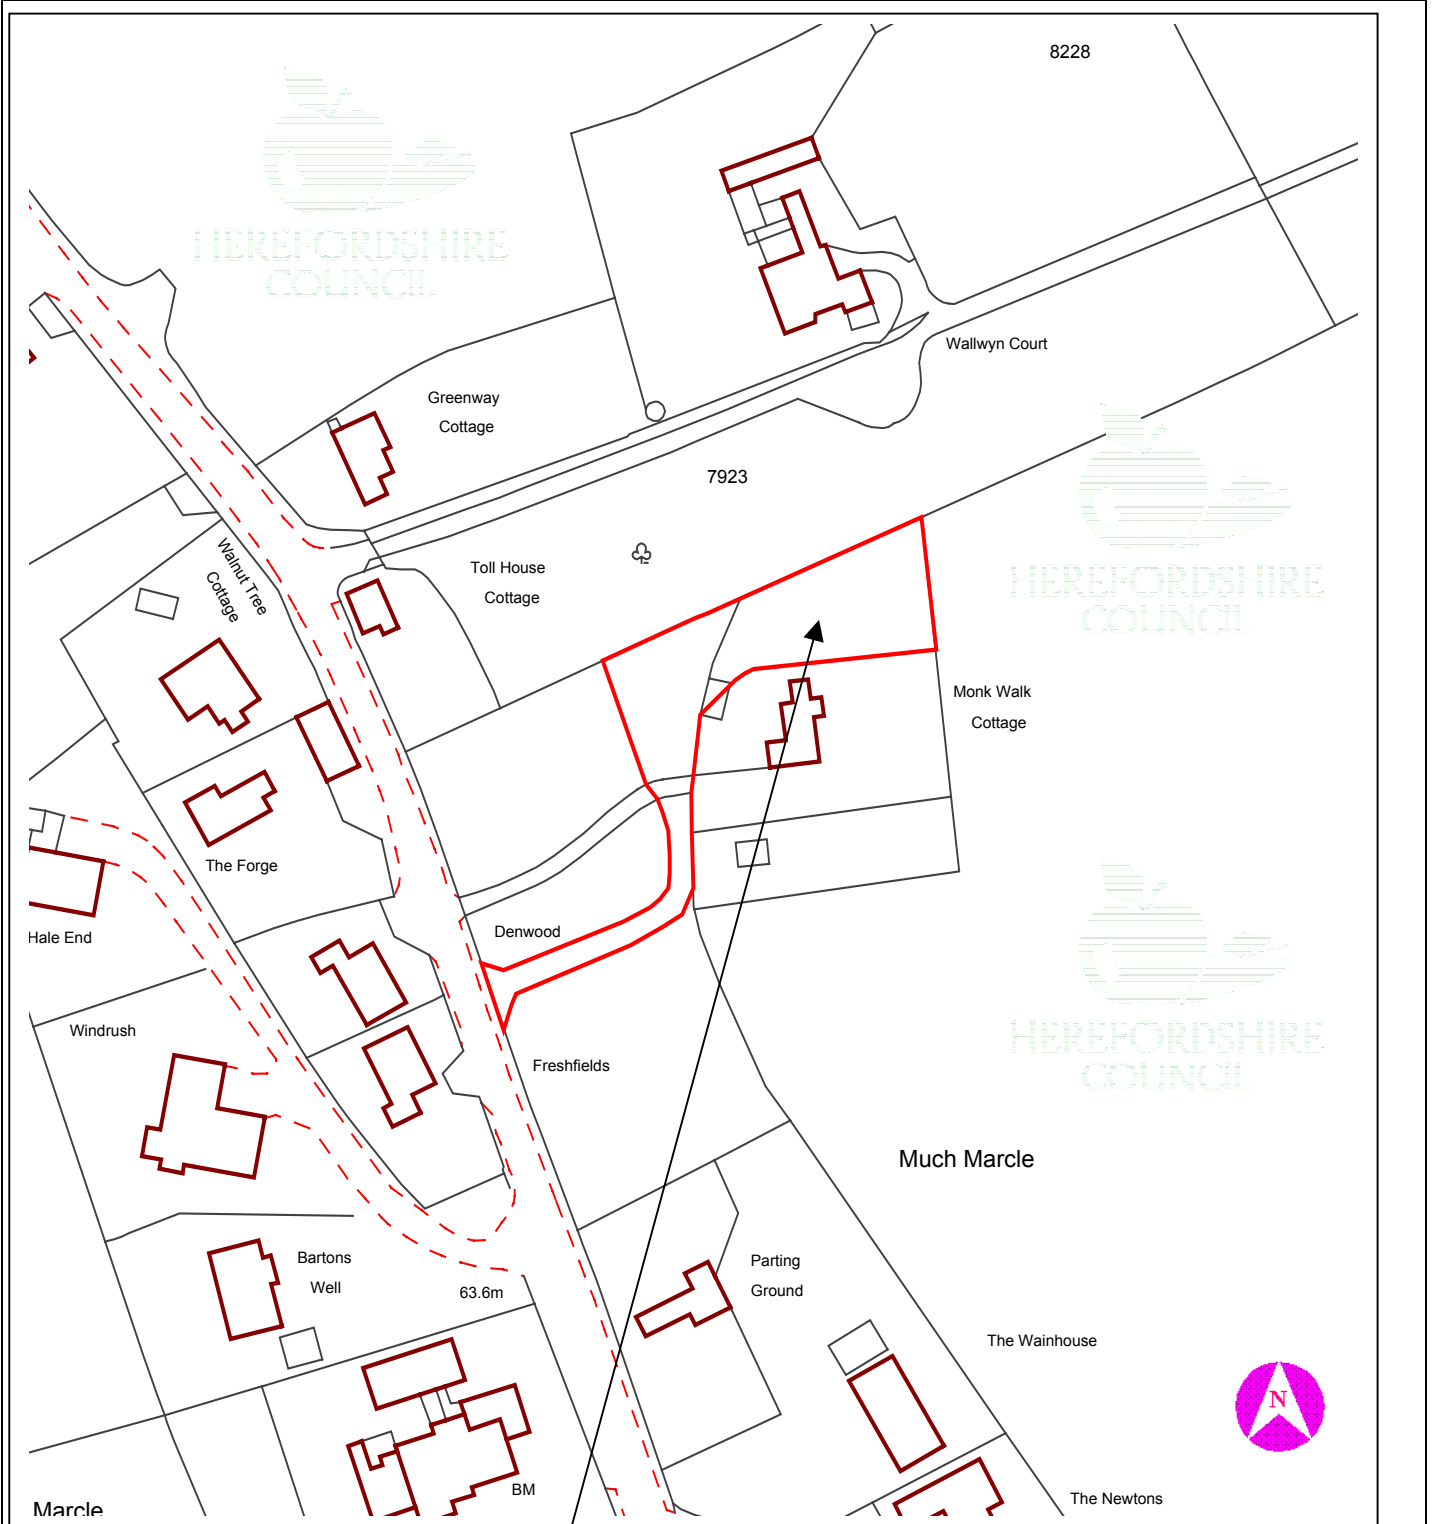 8228
HEREFORDSHIRE
COUNCIL
Wallwyn Court
Greenway
Cottage
7923
HEREFORDSHIRE
COUNCIL
Walnut Tree
Cottage
Toll House
Cottage
Monk Walk
Cottage
The Forge
Hale End
Denwood
Windrush
Freshfields
HEREFORDSHIRE
COUNCIL
Much Marcle
Bartons
Well
63.6m
Parting
Ground
The Wainhouse
N
BM
The Newtons
Marcle